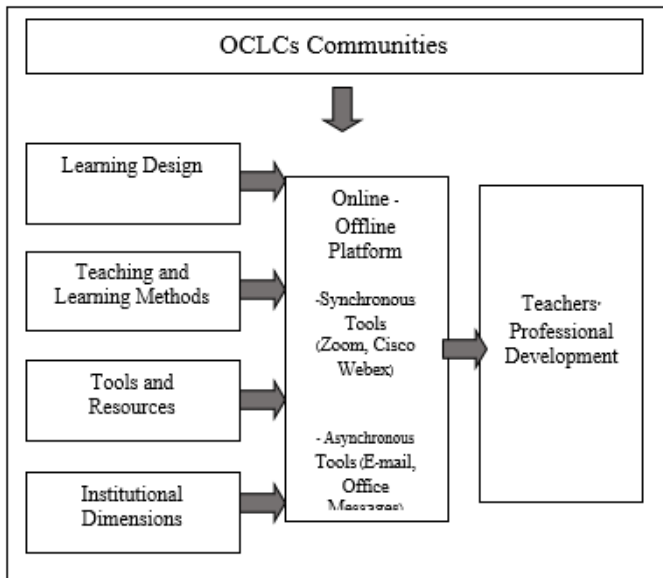 OCLCs Communities
Learning Design
Teaching and
Learning Methods
Tools and
Resources
Institutional
Dimensions
Online -
Offline
Platform
-Synchronous
Tools
(Zoom, Cisco
Webex)
- Asynchronous
Tools (E-mail,
Office
Messages)
Teachers'
Professional
Development